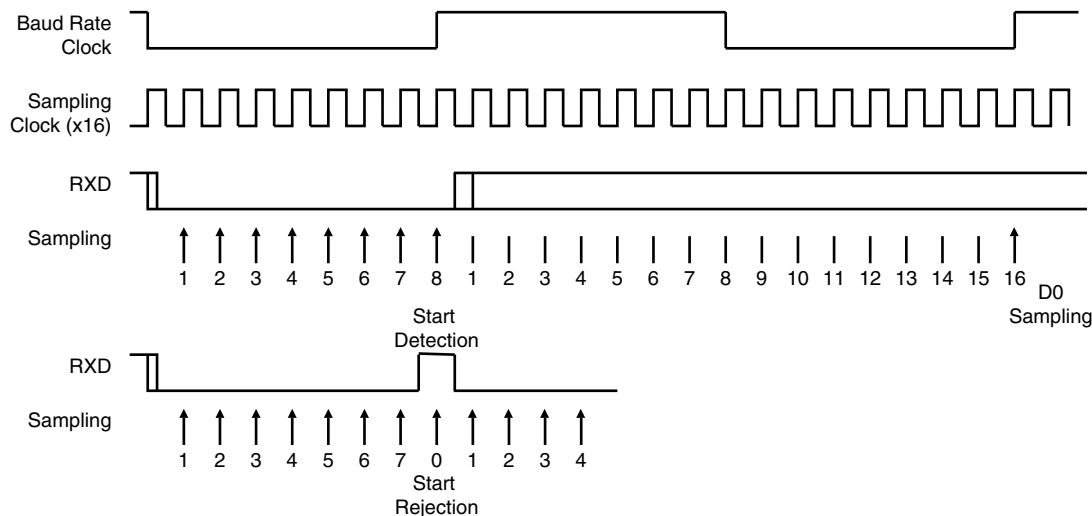 Baud Rate
Clock
Sampling
Clock (x16)
RXD
Sampling
1 2 3 4 5 6 7 8 1 2 3 4 5 6 7 8 9 10 11 12 13 14 15 16
D0
Sampling
Start
Detection
RXD
Sampling
1 2 3 4 5 6 7 0 1 2 3 4
Start
Rejection